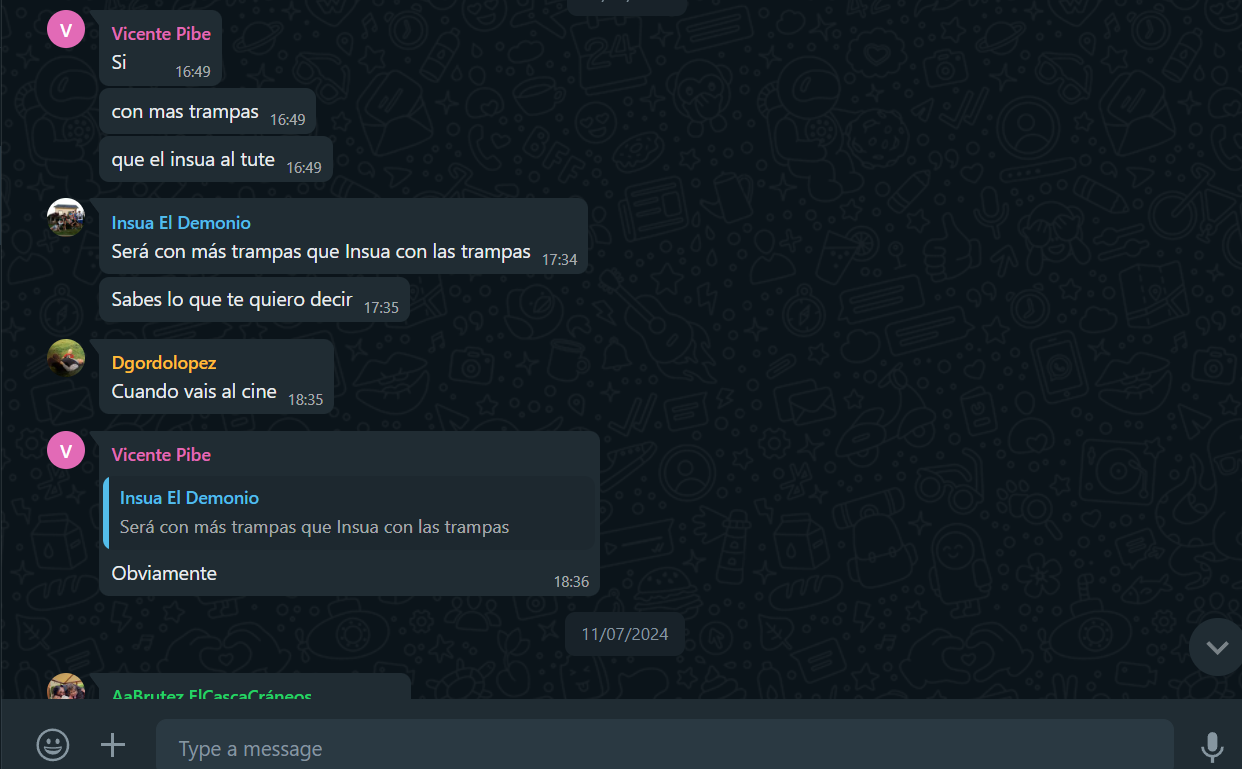 Vicente Pibe
Si
16:49
con mas trampas 16:49
que el insua al tute 16:49
Insua El Demonio
Será con más trampas que Insua con las trampas 17:34
Sabes lo que te quiero decir 17:35
Dgordolopez
Cuando vais al cine 18:35
Vicente Pibe
Insua El Demonio
Será con más trampas que Insua con las trampas
Obviamente
18:36
11/07/2024
AaBrutez ElCascaCráneos
Type a message